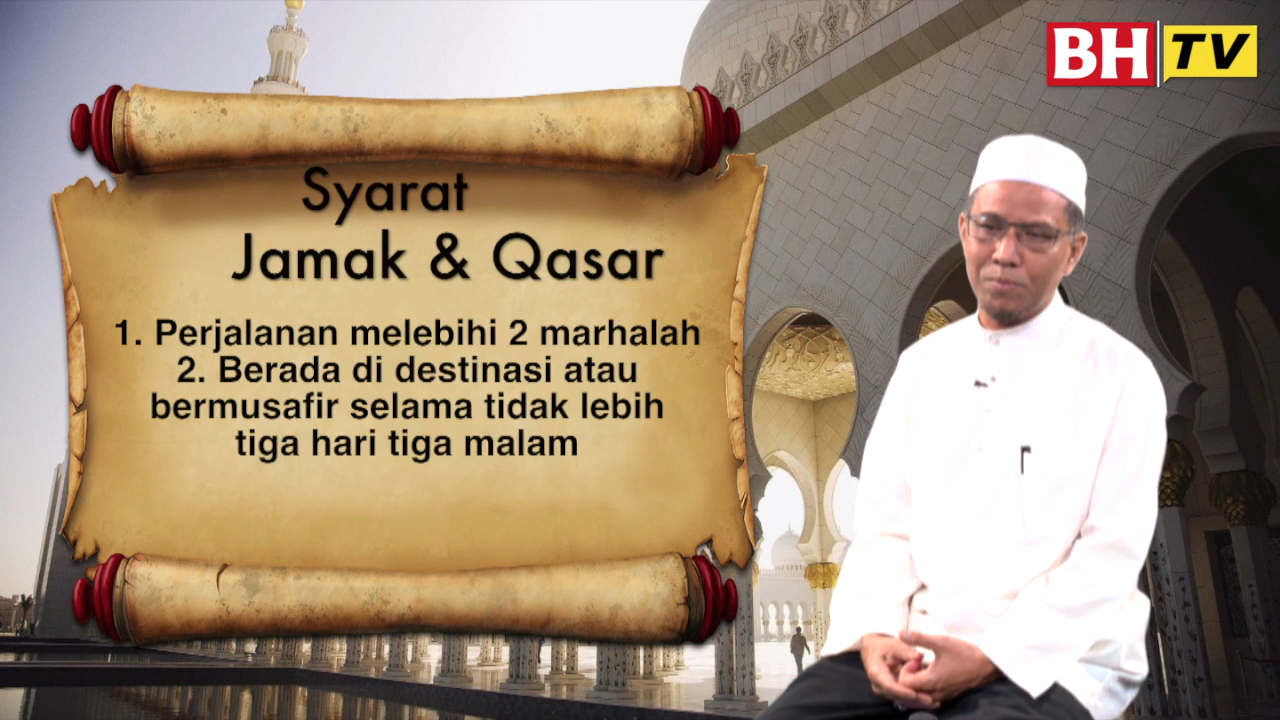 BH TV
Syarat
Jamak & Qasar
1. Perjalanan melebihi 2 marhalah
2. Berada di destinasi atau
bermusafir selama tidak lebih
tiga hari tiga malam